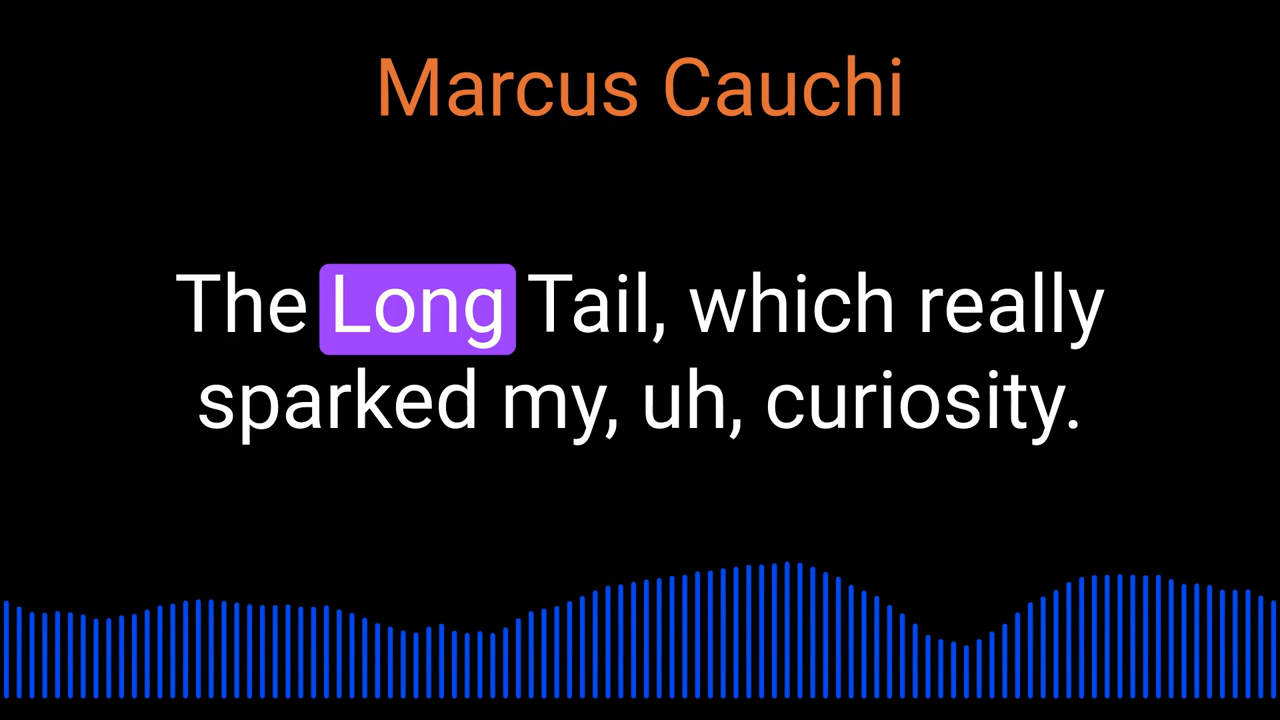 Marcus Cauchi
The Long Tail, which really
sparked my, uh, curiosity.